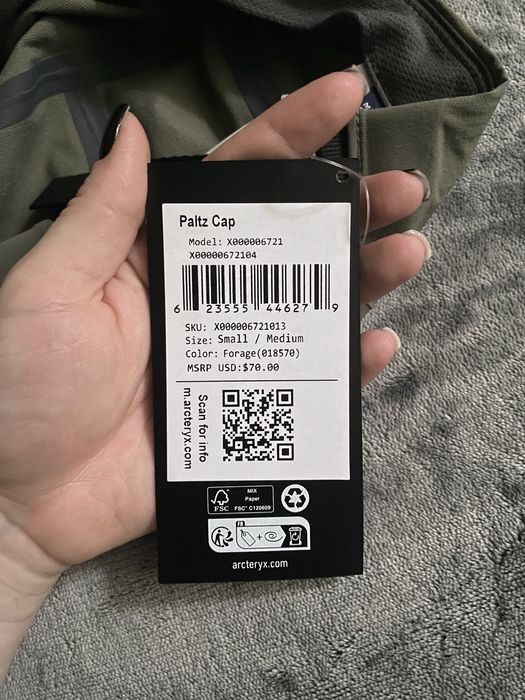 Paltz Cap
Model: X000006721
X00000672104
6 23555 44627 9
SKU: X000006721013
Size: Small / Medium
Color: Forage(018570)
MSRP USD:$70.00
Scan for info
m.arcteryx.com
FSC
MIX
Paper
FSC® C120609
FR
+
arcteryx.com